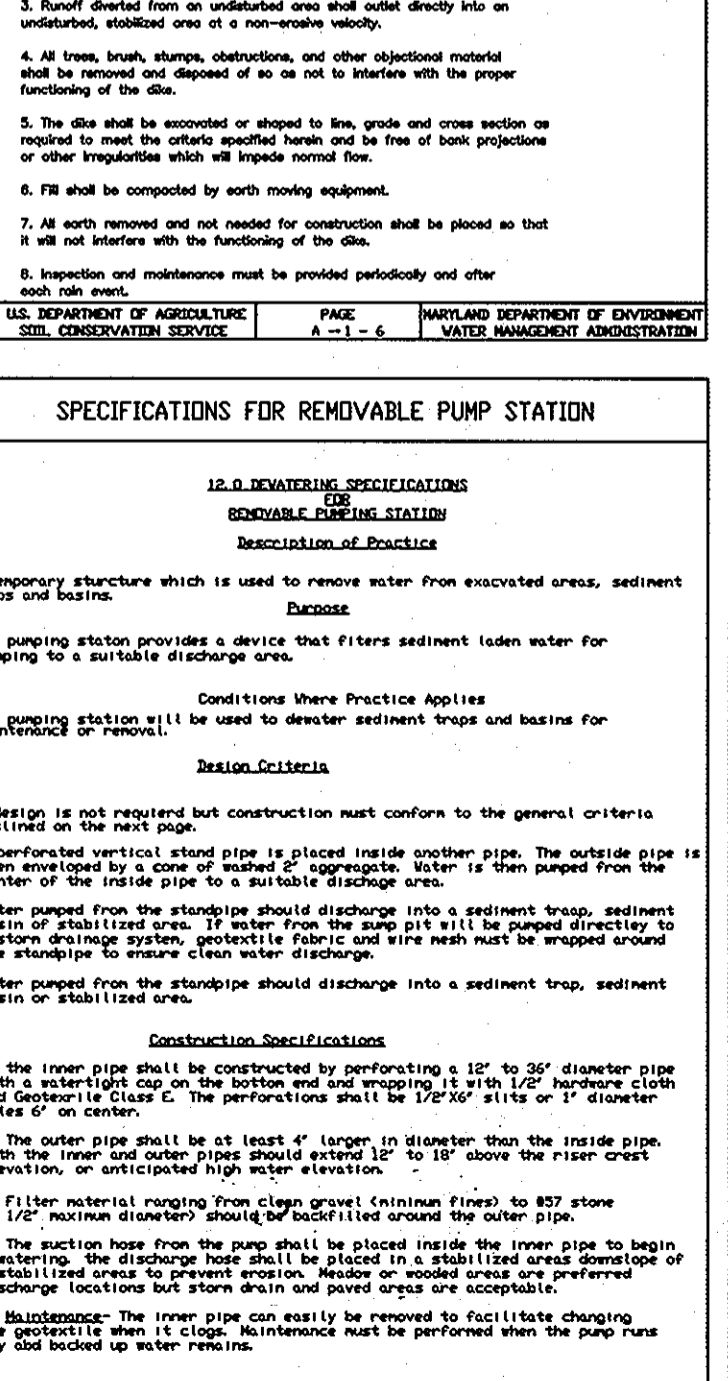 3. Runoff diverted from an undisturbed area shall outlet directly into an
undisturbed, stabilized area at a non-erosive velocity.
4. All trees, brush, stumps, obstructions, and other objectional material
shall be removed and disposed of so as not to interfere with the proper
functioning of the dike.
5. The dike shall be excavated or shaped to line, grade and cross section as
required to meet the criteria specified herein and be free of bank projections
or other irregularities which will impede normal flow.
6. Fill shall be compacted by earth moving equipment.
7. All earth removed and not needed for construction shall be placed so that
it will not interfere with the functioning of the dike.
8. Inspection and maintenance must be provided periodically and after
each rain event.
U.S. DEPARTMENT OF AGRICULTURE PAGE MARYLAND DEPARTMENT OF ENVIRONMENT
SOIL CONSERVATION SERVICE A - 1 - 6 WATER MANAGEMENT ADMINISTRATION
SPECIFICATIONS FOR REMOVABLE PUMP STATION
12.0 DEWATERING SPECIFICATIONS
FOR
REMOVABLE PUMPING STATION
Description of Practice
emporary sturcture which is used to remove water from exacvated areas, sediment
ps and basins.
Purpose
pumping staton provides a device that fiters sediment laden water for
ping to a suitable discharge area.
Conditions Where Practice Applies
pumping station will be used to dewater sediment traps and basins for
ntenance or removal.
Design Criteria
design is not requierd but construction must conform to the general criteria
lined on the next page.
perforated vertical stand pipe is placed inside another pipe. The outside pipe is
en enveloped by a cone of washed 2" aggreagate. Water is then pumped from the
nter of the inside pipe to a suitable dischage area.
ter pumped from the standpipe should discharge into a sediment traap, sediment
sin of stabilized area. If water from the sump pit will be pumped directley to
storm drainage system, geotextile fabric and wire mesh must be wrapped around
e standpipe to ensure clean water discharge.
ter pumped from the standpipe should discharge into a sediment trap, sediment
sin or stabilized area.
Construction Specifications
the inner pipe shall be constructed by perforating a 12" to 36" diameter pipe
th a watertight cap on the bottom end and wrapping it with 1/2" hardware cloth
d Geotexrile Class E. The perforations shall be 1/2"X6" slits or 1" diameter
les 6" on center.
The outer pipe shall be at least 4" larger in diameter than the inside pipe.
th the inner and outer pipes should extend 12" to 18" above the riser crest
evation, or anticipated high water elevation.
Filter material ranging from clean gravel (minimum fines) to #57 stone
1/2" maximum diameter) should be backfilled around the outer pipe.
The suction hose from the pump shall be placed inside the inner pipe to begin
watering. the discharge hose shall be placed in a stabilized areas downslope of
stabilized areas to prevent erosion. Meadow or wooded areas are preferred
scharge locations but storm drain and paved areas are acceptable.
Maintenance- The inner pipe can easily be removed to facilitate changing
e geotextile when it clogs. Maintenance must be performed when the pump runs
y abd backed up water remains.